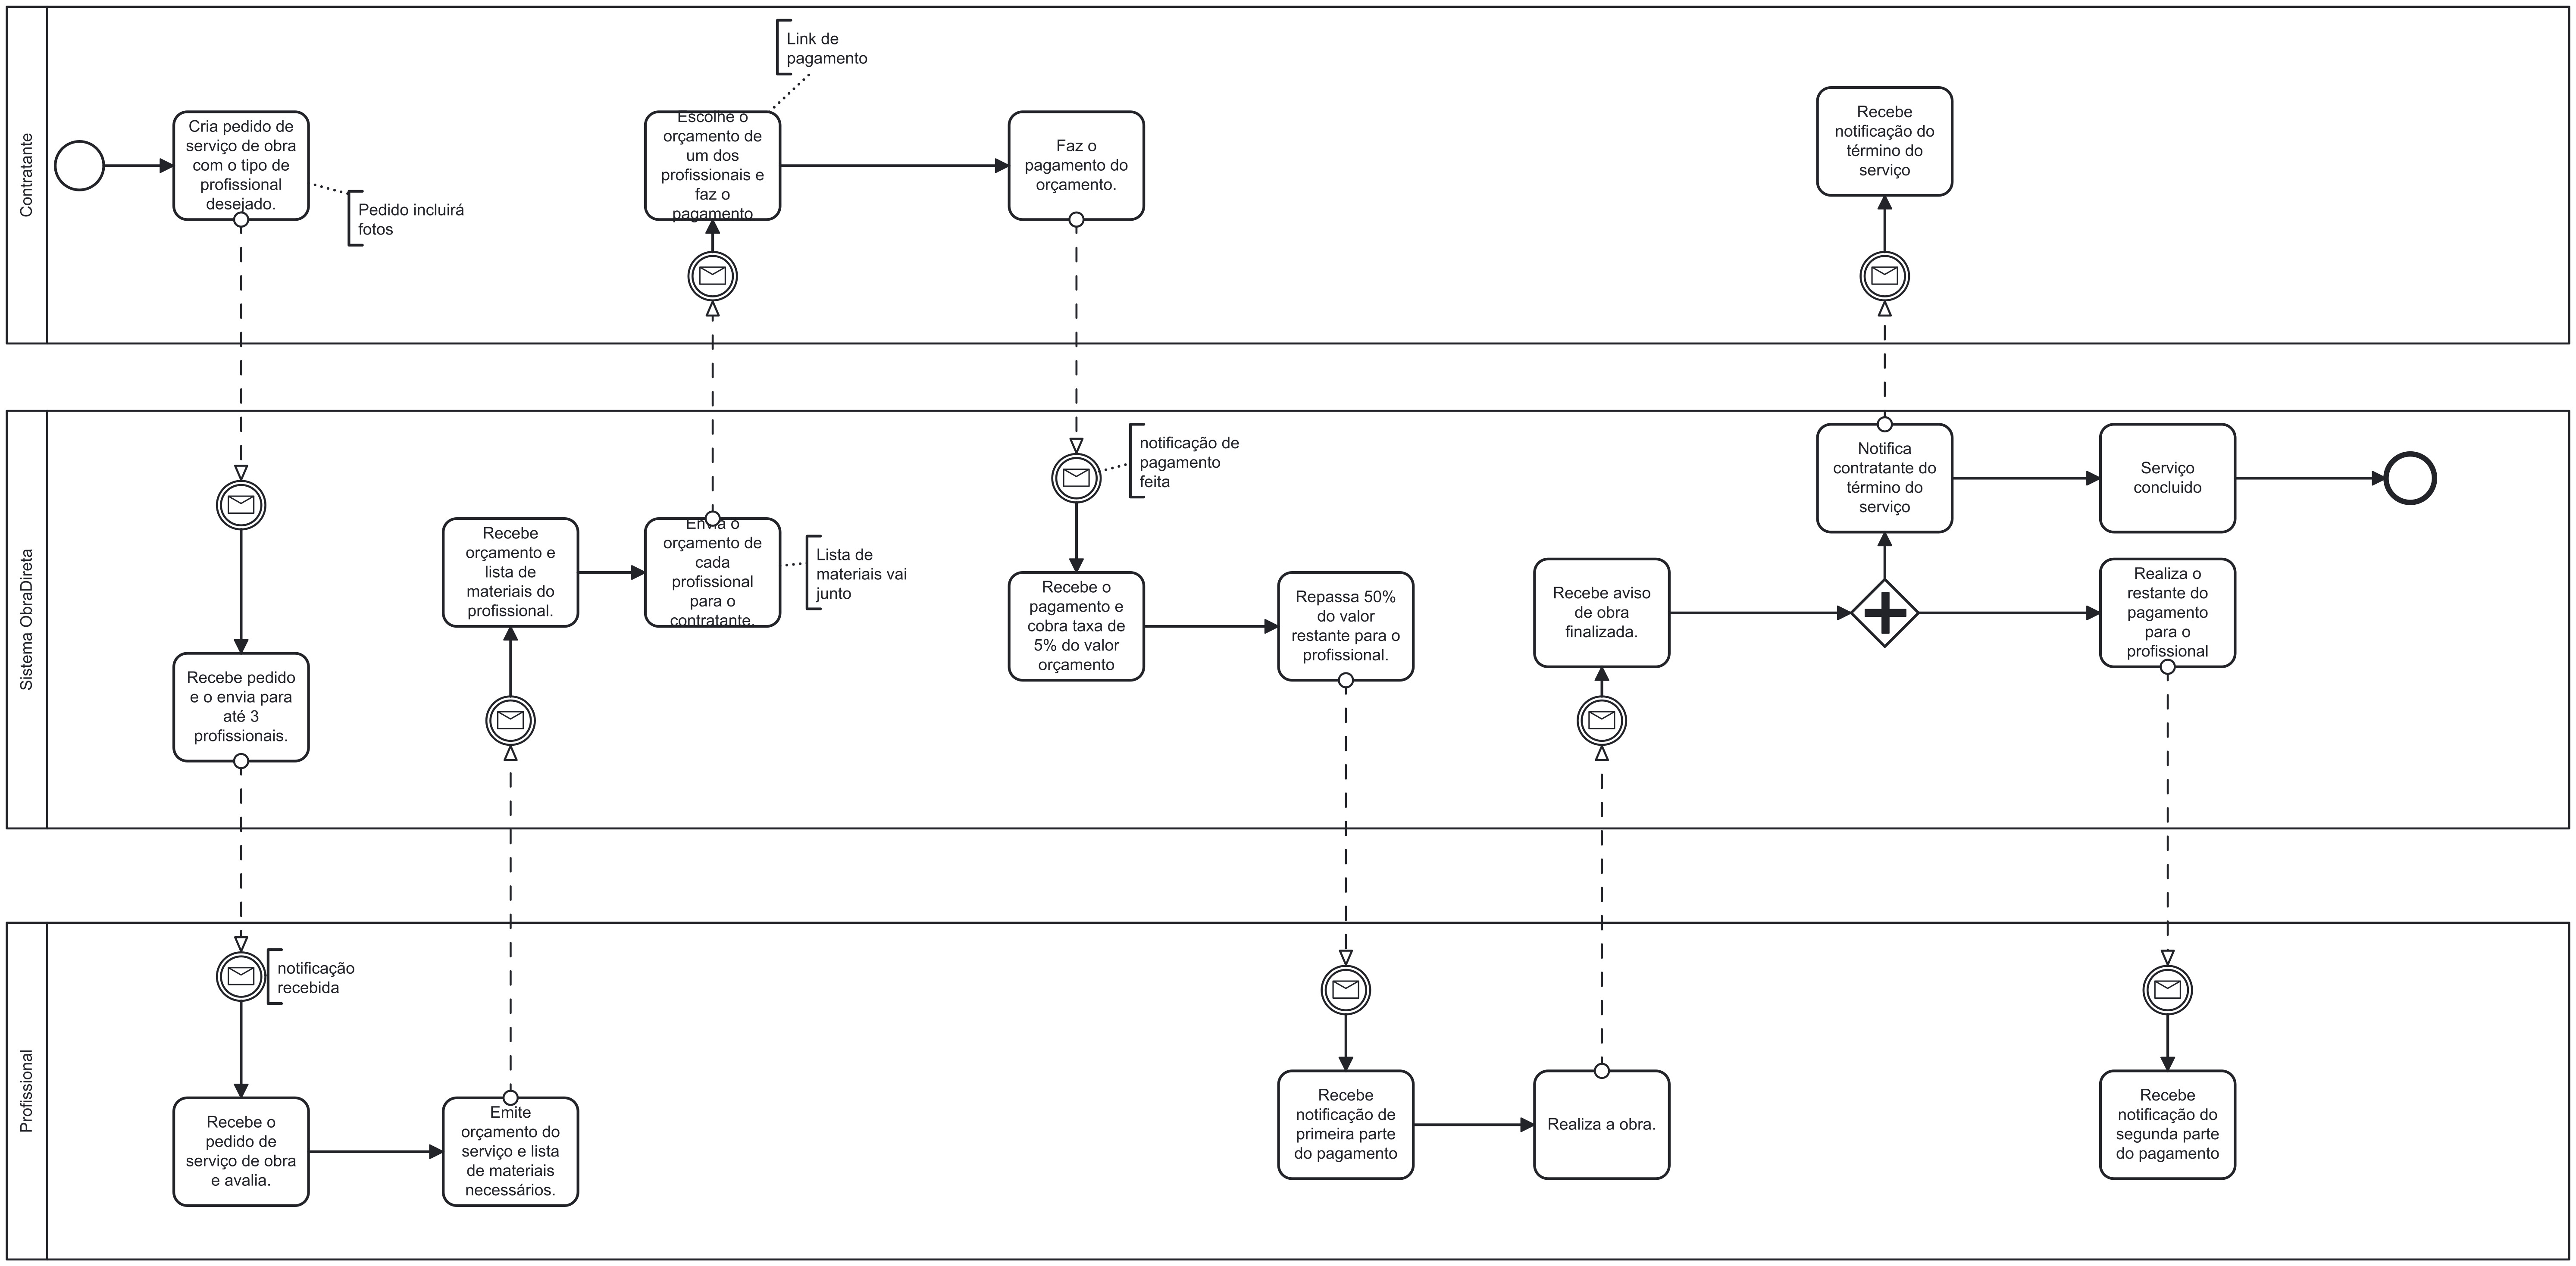 Contratante
Link de
pagamento
Cria pedido de
serviço de obra
com o tipo de
profissional
desejado.
Pedido incluirá
fotos
Escolhe o
orçamento de
um dos
profissionais e
faz o
pagamento
Faz o
pagamento do
orçamento.
Recebe
notificação do
término do
serviço
Sistema ObraDireta
Recebe pedido
e o envia para
até 3
profissionais.
Recebe
orçamento e
lista de
materiais do
profissional.
Envia o
orçamento de
cada
profissional
para o
contratante.
Lista de
materiais vai
junto
notificação de
pagamento
feita
Recebe o
pagamento e
cobra taxa de
5% do valor
orçamento
Repassa 50%
do valor
restante para o
profissional.
Recebe aviso
de obra
finalizada.
Notifica
contratante do
término do
serviço
Serviço
concluido
Realiza o
restante do
pagamento
para o
profissional
Profissional
notificação
recebida
Recebe o
pedido de
serviço de obra
e avalia.
Emite
orçamento do
serviço e lista
de materiais
necessários.
Recebe
notificação de
primeira parte
do pagamento
Realiza a obra.
Recebe
notificação do
segunda parte
do pagamento